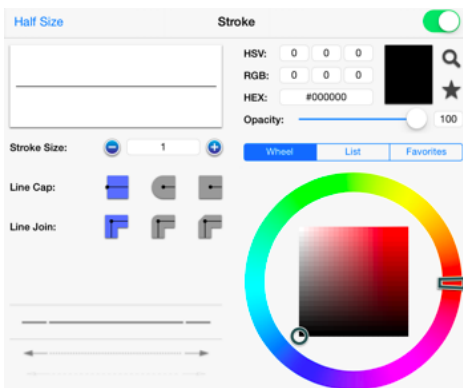 Half Size Stroke
HSV: 0 0 0
RGB: 0 0 0
HEX: #000000
Opacity: 100
Stroke Size: 1
Wheel List Favorites
Line Cap:
Line Join: